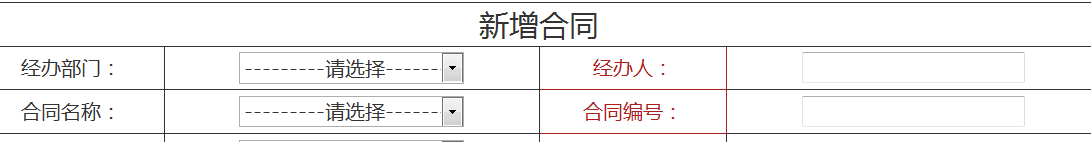 新增合同
经办部门： ---------请选择------ 经办人：
合同名称： ---------请选择------ 合同编号：